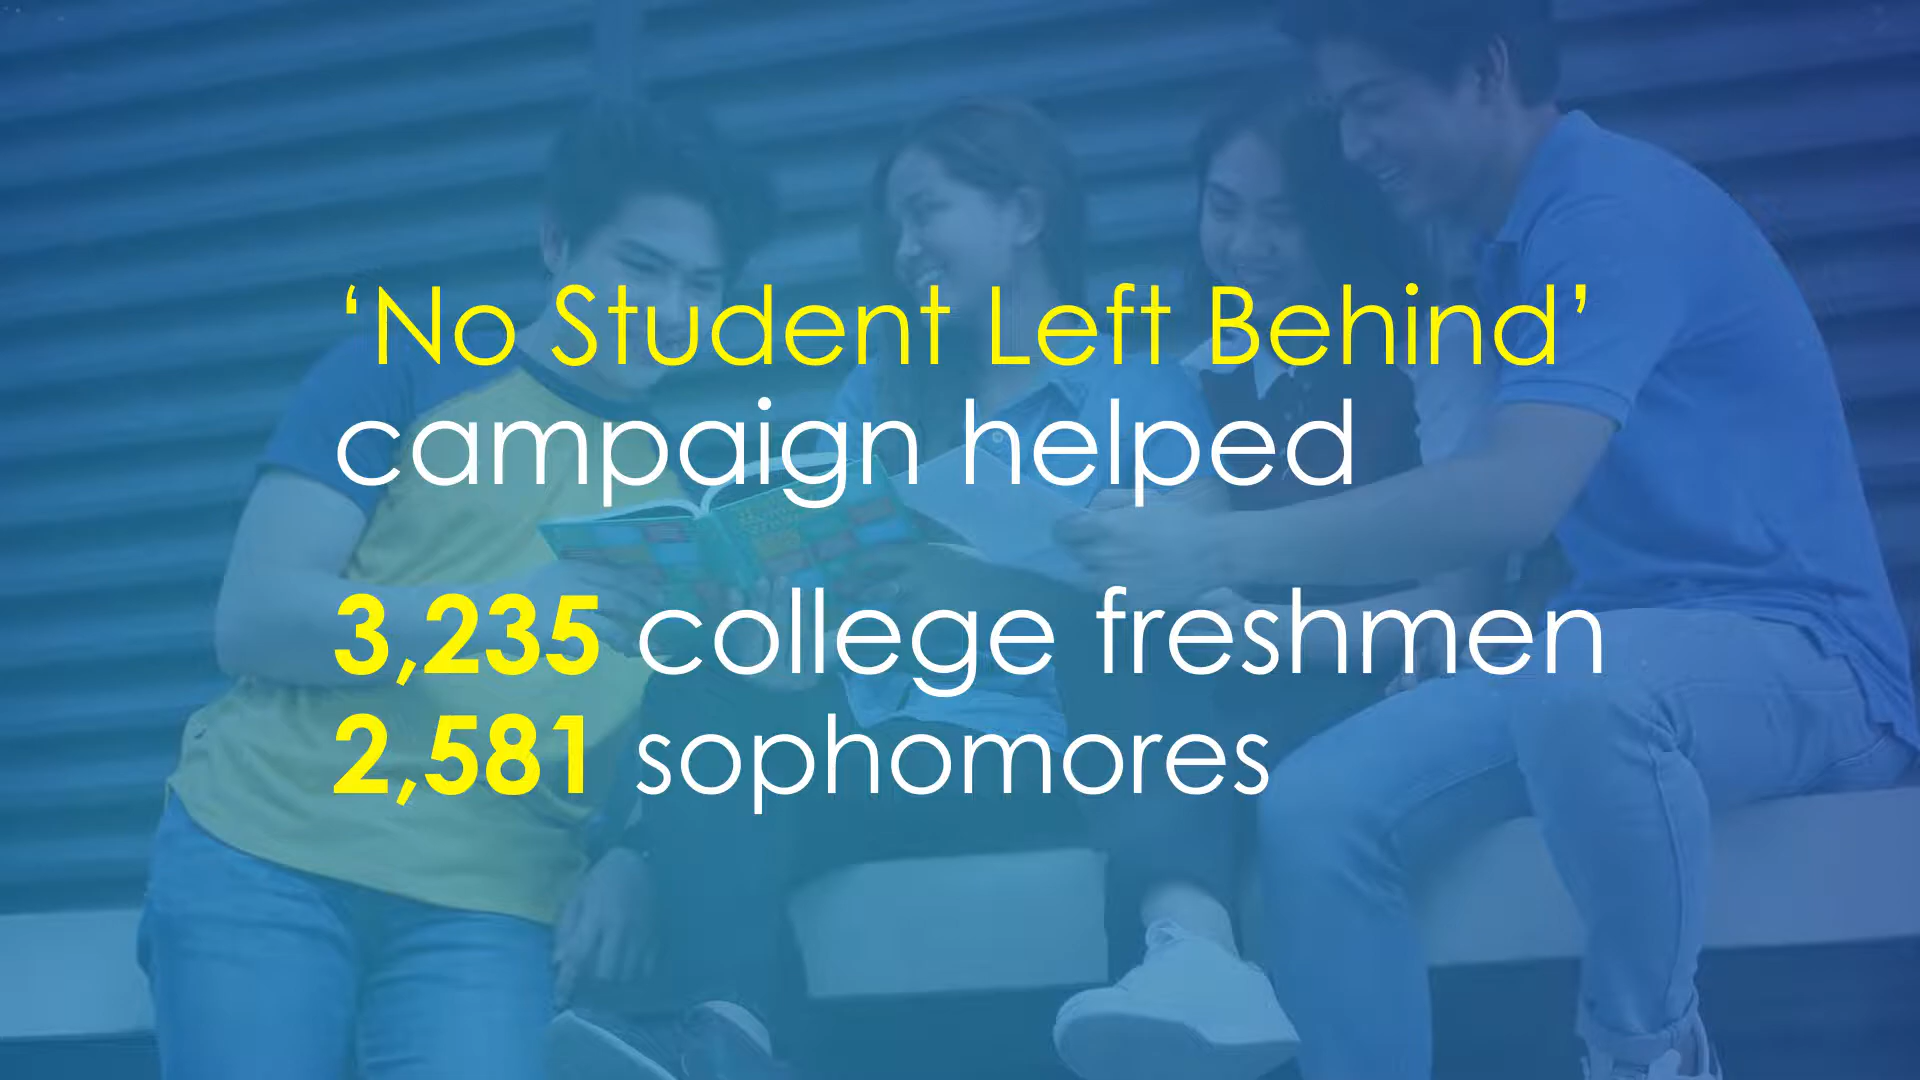 ‘No Student Left Behind’
campaign helped
3,235 college freshmen
2,581 sophomores